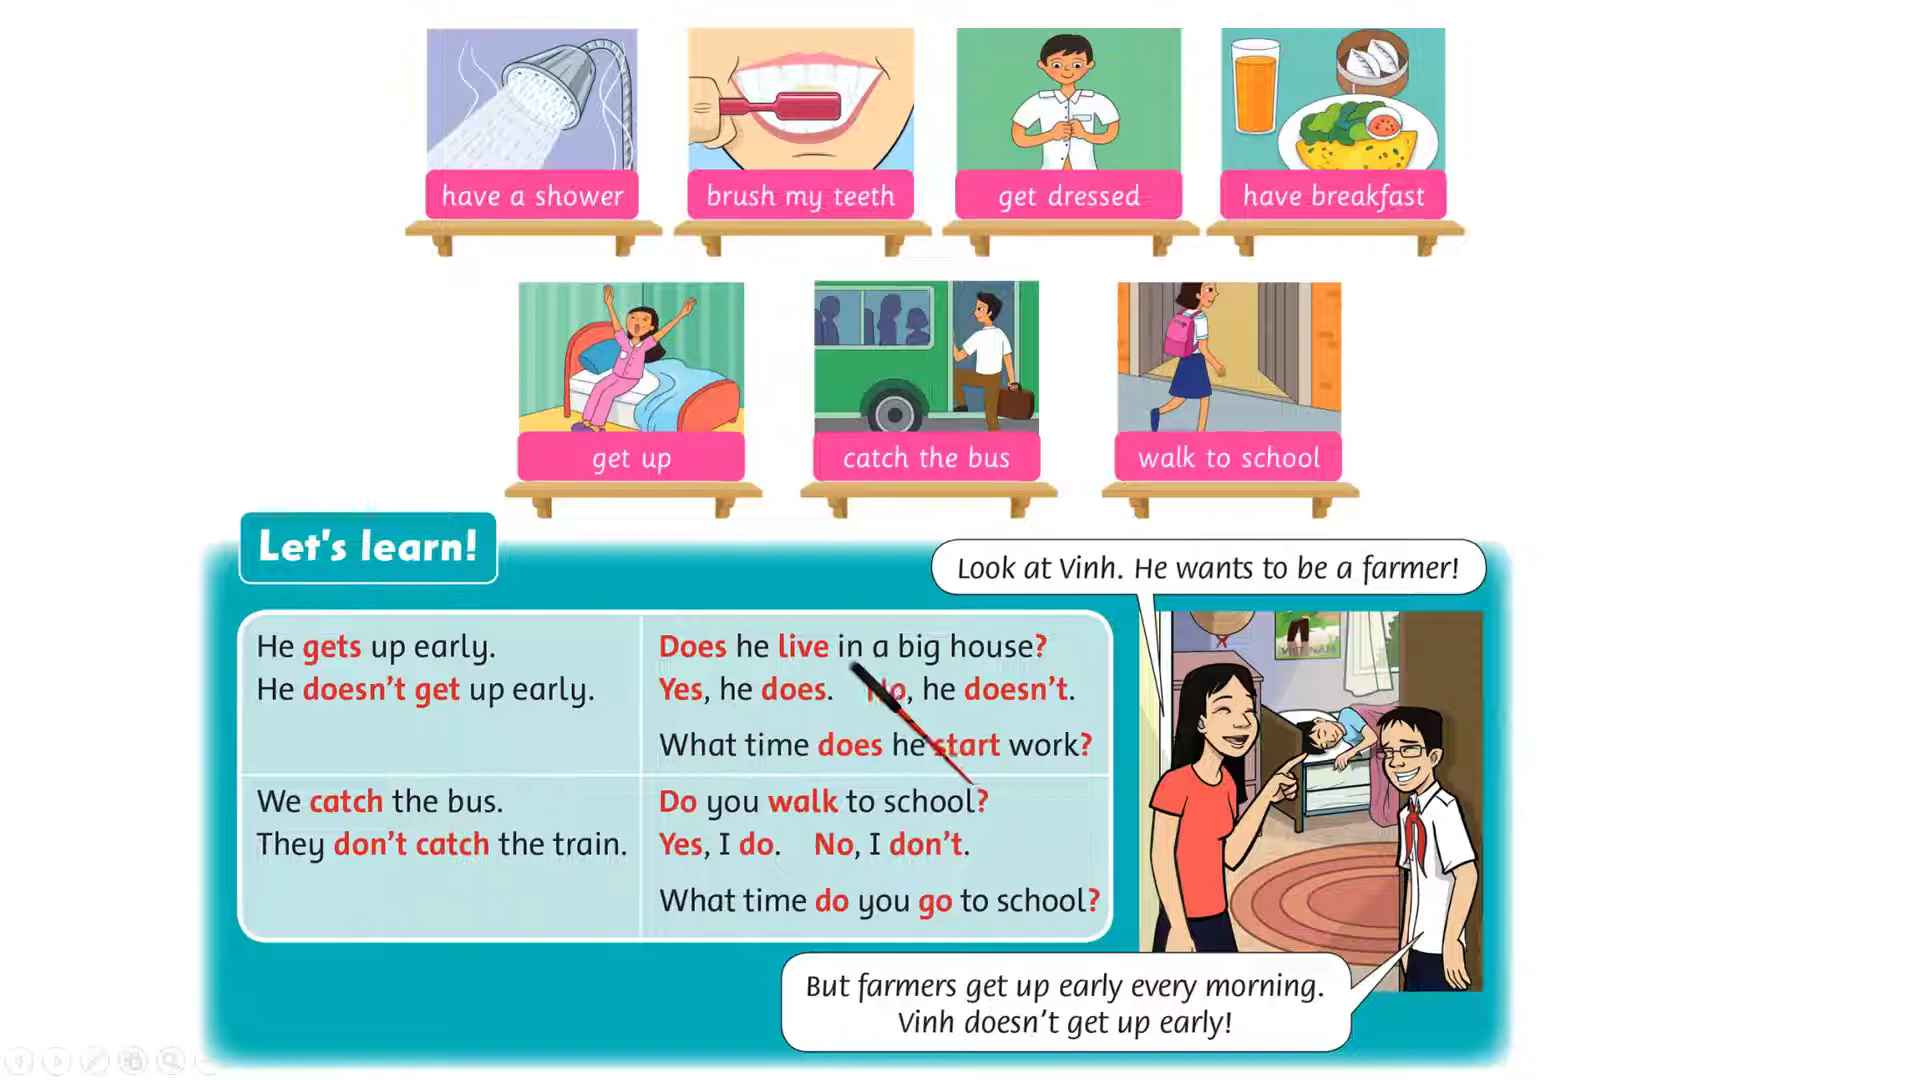 have a shower
brush my teeth
get dressed
have breakfast
get up
catch the bus
walk to school
Let's learn!
Look at Vinh. He wants to be a farmer!
He gets up early.
He doesn't get up early.
Does he live in a big house?
Yes, he does. No, he doesn't.
What time does he start work?
We catch the bus.
They don't catch the train.
Do you walk to school?
Yes, I do. No, I don't.
What time do you go to school?
VIET NAM
But farmers get up early every morning.
Vinh doesn't get up early!